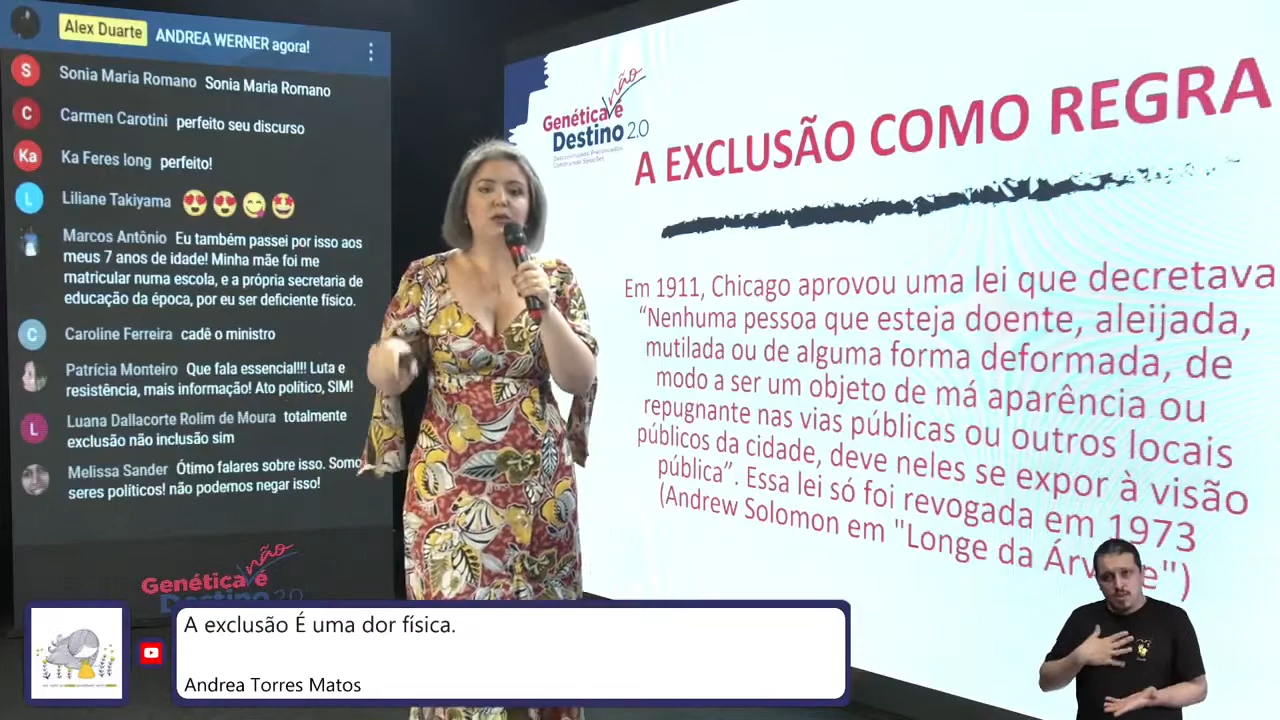 Alex Duarte ANDREA WERNER agora!
Sonia Maria Romano Sonia Maria Romano
Carmen Carotini perfeito seu discurso
Ka Feres long perfeito!
Liliane Takiyama
Marcos Antônio Eu também passei por isso aos
meus 7 anos de idade! Minha mãe foi me
matricular numa escola, e a própria secretaria de
educação da época, por eu ser deficiente físico.
Caroline Ferreira cadê o ministro
Patrícia Monteiro Que fala essencial!!! Luta e
resistência, mais informação! Ato político, SIM!
Luana Dallacorte Rolim de Moura totalmente
exclusão não inclusão sim
Melissa Sander Ótimo falares sobre isso. Somo
seres políticos! não podemos negar isso!
não
Genética é
Destino 2.0
não
Genética é
Destino 2.0
A EXCLUSÃO COMO REGRA
Em 1911, Chicago aprovou uma lei que decretava
“Nenhuma pessoa que esteja doente, aleijada,
mutilada ou de alguma forma deformada, de
modo a ser um objeto de má aparência ou
repugnante nas vias públicas ou outros locais
públicos da cidade, deve neles se expor à visão
pública”. Essa lei só foi revogada em 1973
(Andrew Solomon em "Longe da Árv e")
A exclusão É uma dor física.
Andrea Torres Matos